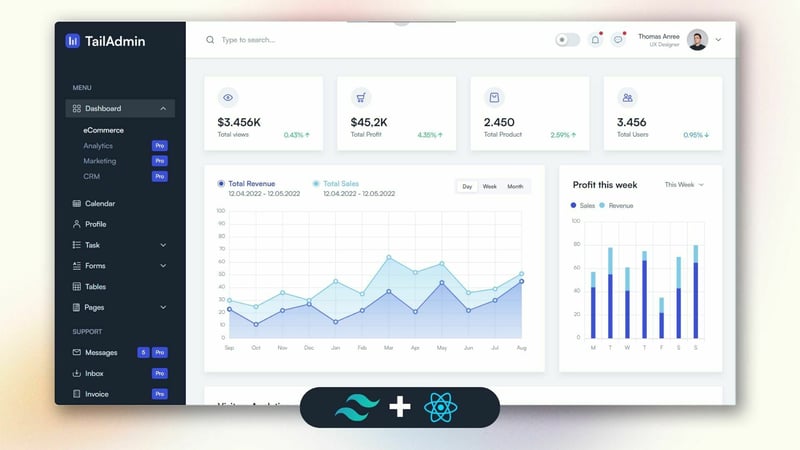 TailAdmin
Type to search...
Thomas Anree
UX Designer
MENU
Dashboard
eCommerce
Analytics Pro
Marketing Pro
CRM Pro
Calendar
Profile
Task
Forms
Tables
Pages
SUPPORT
Messages 5 Pro
Inbox Pro
Invoice Pro
$3.456K
Total views 0.43%
$45,2K
Total Profit 4.35%
2.450
Total Product 2.59%
3.456
Total Users 0.95%
Total Revenue
12.04.2022 - 12.05.2022
Total Sales
12.04.2022 - 12.05.2022
Day Week Month
100
90
80
70
60
50
40
30
20
10
0
Sep Oct Nov Dec Jan Feb Mar Apr May Jun Jul Aug
Profit this week
This Week
Sales Revenue
100
80
60
40
20
0
M T W T F S S